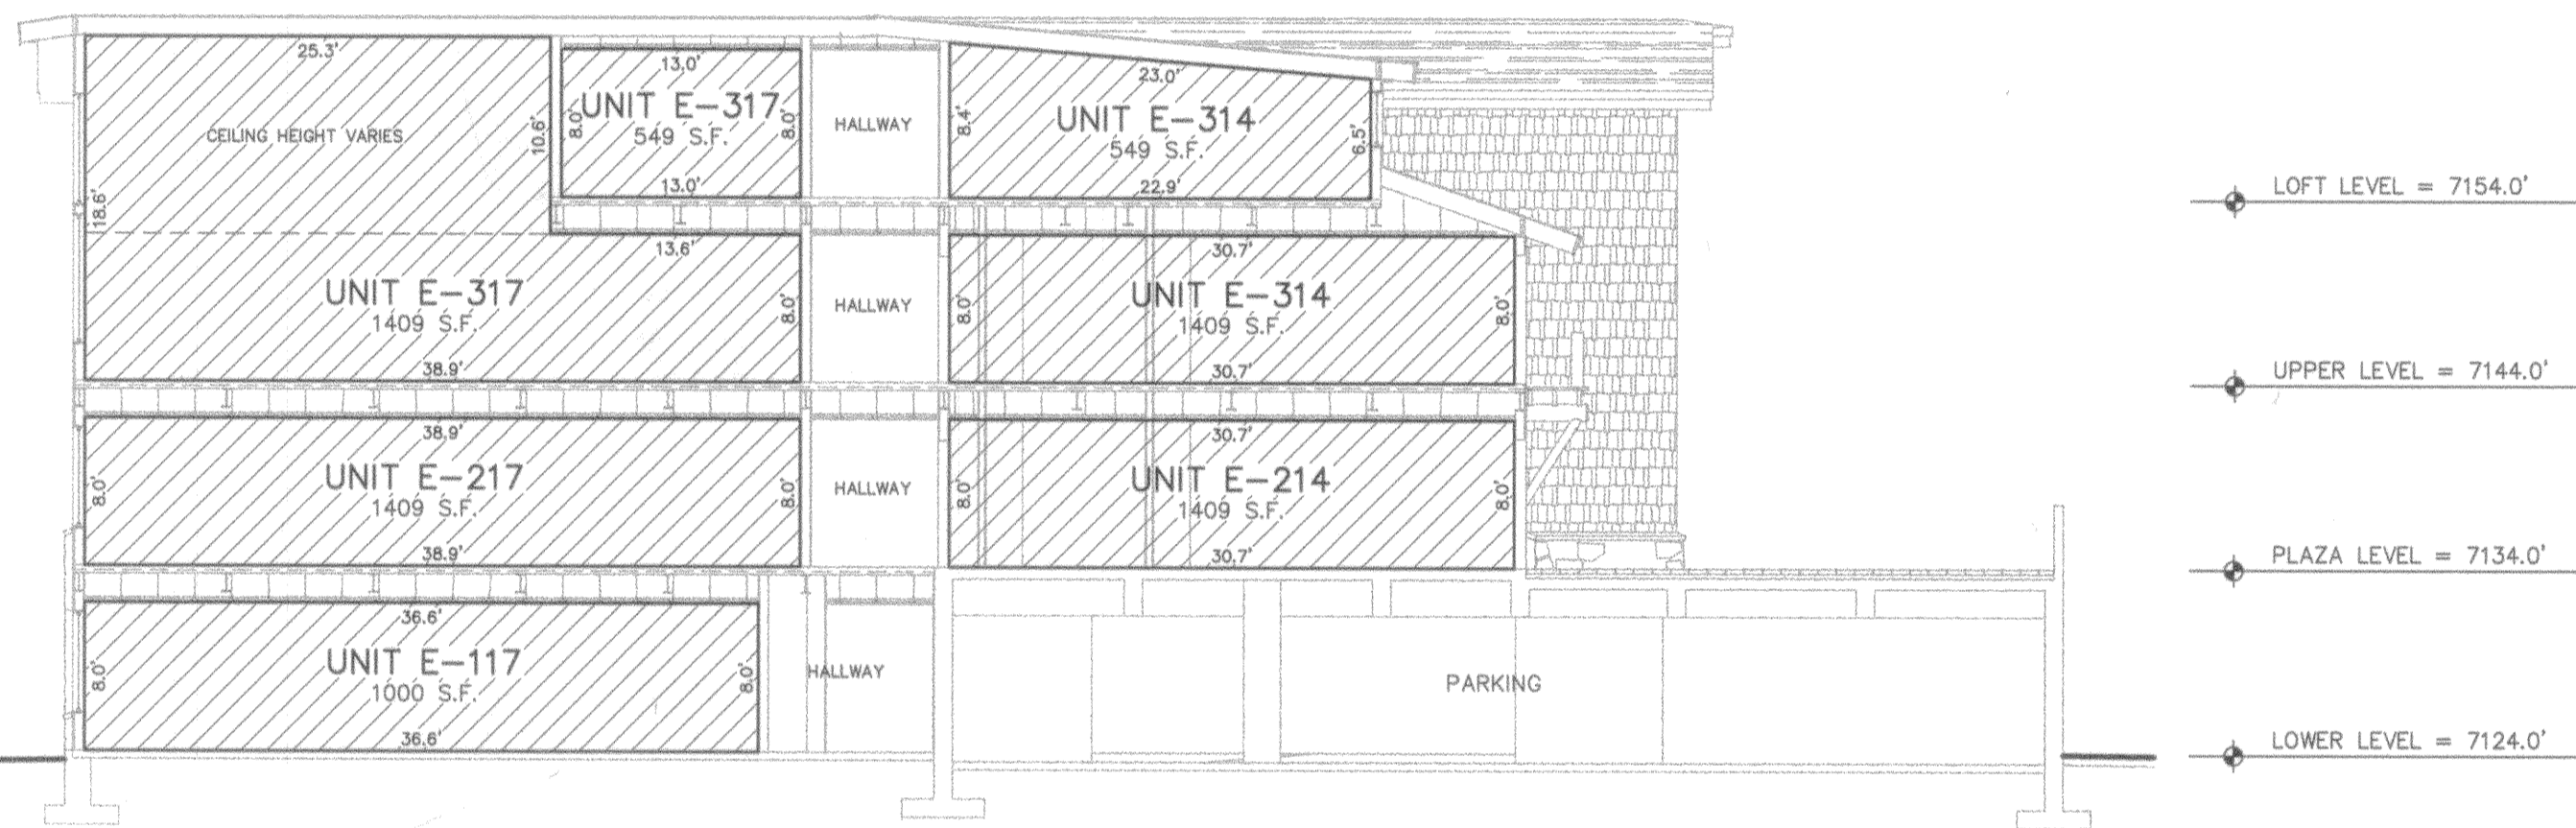 25.3'
13.0'
23.0'
CEILING HEIGHT VARIES
10.6'
8.0'
UNIT E-317
549 S.F.
8.0'
HALLWAY
8.4'
UNIT E-314
549 S.F.
6.5'
13.0'
22.9'
LOFT LEVEL = 7154.0'
18.6'
13.6'
30.7'
UNIT E-317
1409 S.F.
8.0'
HALLWAY
8.0'
UNIT E-314
1409 S.F.
8.0'
38.9'
30.7'
UPPER LEVEL = 7144.0'
38.9'
30.7'
8.0'
UNIT E-217
1409 S.F.
8.0'
HALLWAY
8.0'
UNIT E-214
1409 S.F.
8.0'
38.9'
30.7'
PLAZA LEVEL = 7134.0'
36.6'
8.0'
UNIT E-117
1000 S.F.
8.0'
HALLWAY
PARKING
36.6'
LOWER LEVEL = 7124.0'